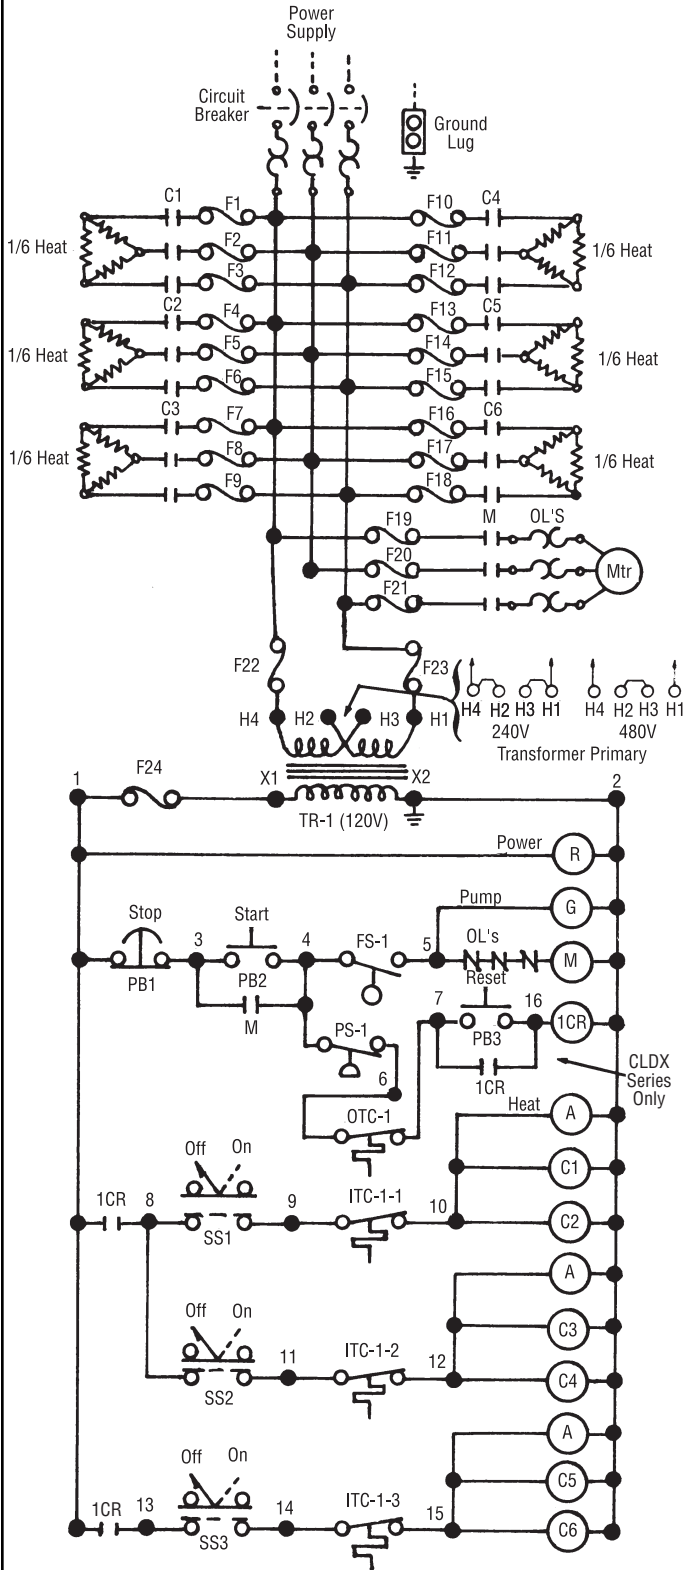 Power
Supply
Circuit
Breaker
Ground
Lug
C1 F1 F10 C4
1/6 Heat F2 F11 1/6 Heat
F3 F12
C2 F4 F13 C5
1/6 Heat F5 F14 1/6 Heat
F6 F15
C3 F7 F16 C6
1/6 Heat F8 F17 1/6 Heat
F9 F18
F19 M OL'S
F20 Mtr
F21
F22 F23
H4 H2 H3 H1 H4 H2 H3 H1 H4 H2 H3 H1
240V 480V
Transformer Primary
1 F24 X1 X2 2
TR-1 (120V)
Power R
Pump G
Stop Start
3 4 FS-1 5 OL's M
PB1 PB2 Reset
M 7 16
PS-1 PB3 1CR
6 1CR CLDX
Series
Only
OTC-1 Heat A
Off On C1
1CR 8 9 ITC-1-1 10 C2
SS1
A
Off On C3
11 ITC-1-2 12 C4
SS2
A
Off On C5
1CR 13 14 ITC-1-3 15 C6
SS3